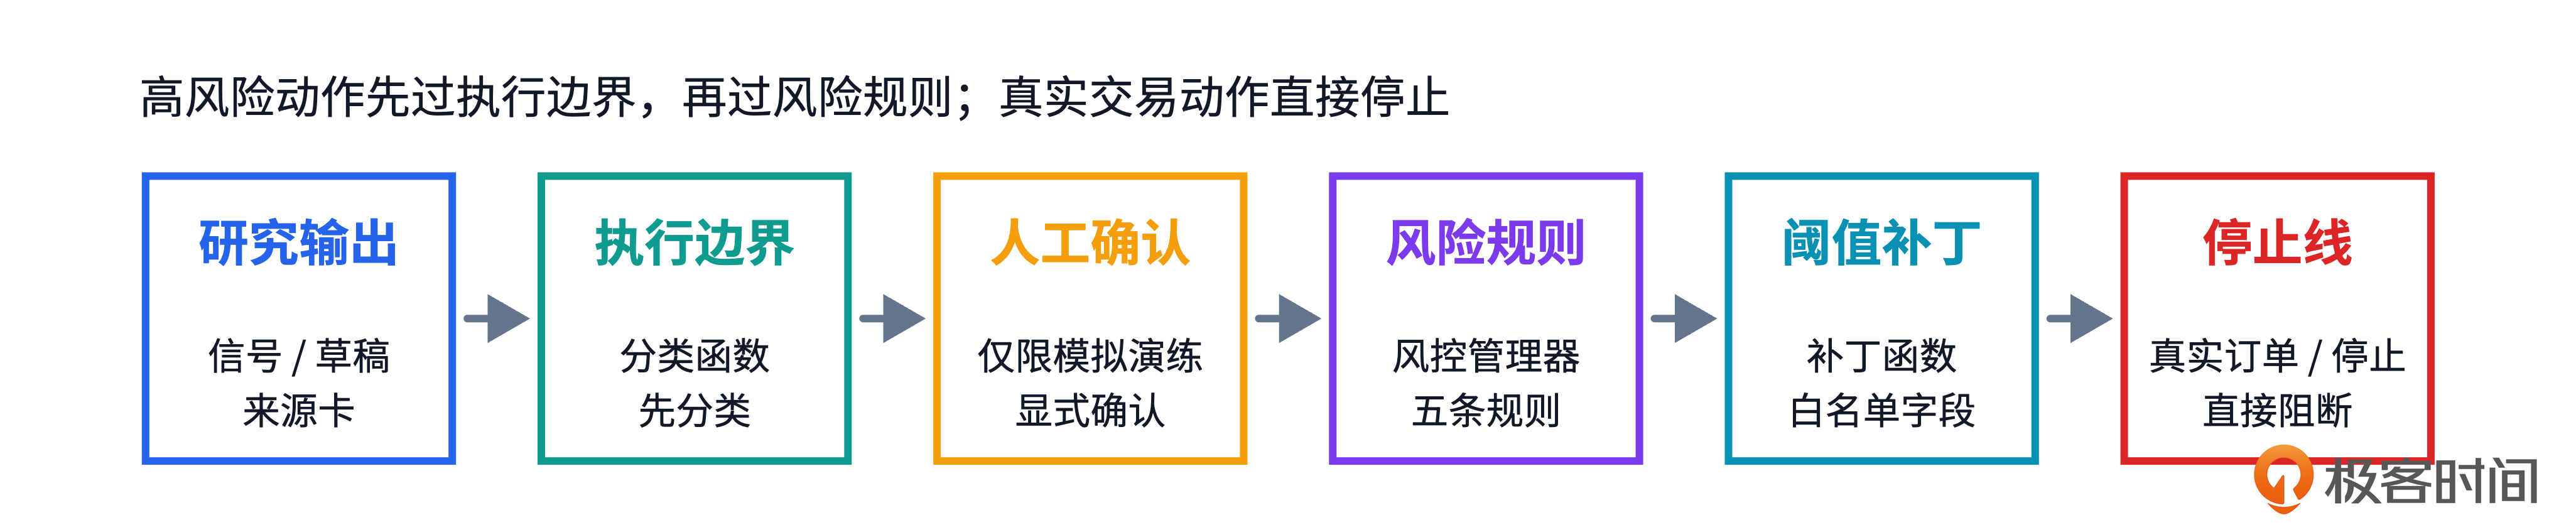 高风险动作先过执行边界，再过风险规则；真实交易动作直接停止
研究输出
信号 / 草稿
来源卡
执行边界
分类函数
先分类
人工确认
仅限模拟演练
显式确认
风险规则
风控管理器
五条规则
阈值补丁
补丁函数
白名单字段
停止线
真实订单 / 停止
直接阻断
极客时间